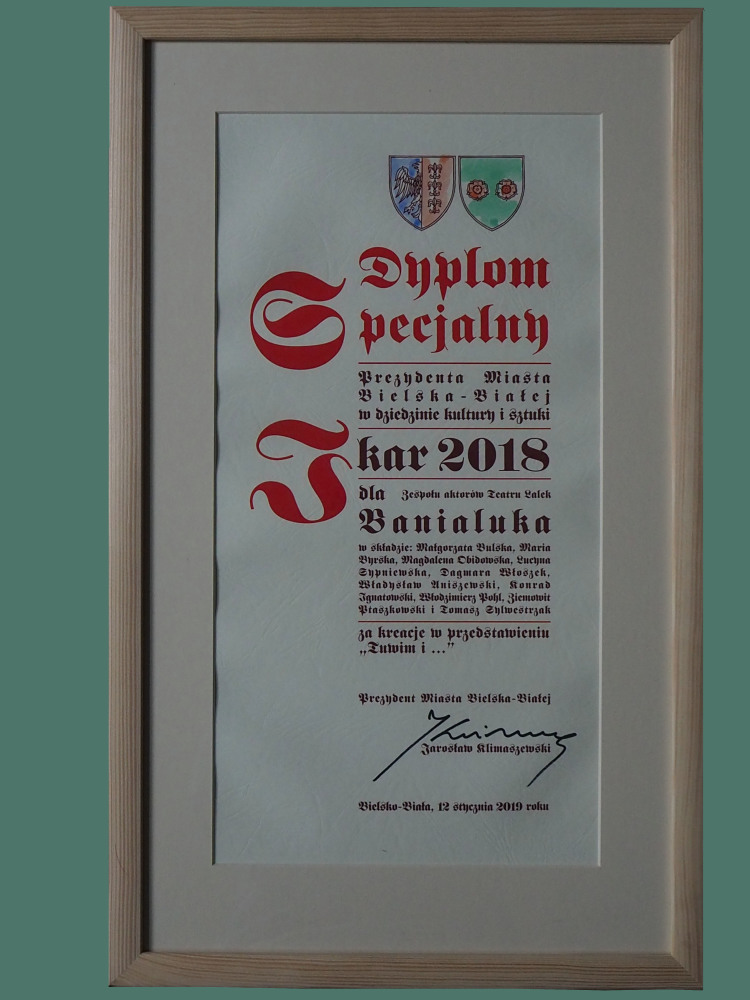 Dyplom
Specjalny
Prezydenta Miasta
Bielska-Białej
w dziedzinie kultury i sztuki
Ikar 2018
dla Zespołu aktorów Teatru Lalek
Banialuka
w składzie: Małgorzata Bulska, Maria
Byrska, Magdalena Obidowska, Lucyna
Sypniewska, Dagmara Włoszek,
Władysław Aniszewski, Konrad
Ignatowski, Włodzimierz Pohl, Ziemowit
Ptaszkowski i Tomasz Sylwestrzak
za kreacje w przedstawieniu
„Tuwim i ...”
Prezydent Miasta Bielska-Białej
Jarosław Klimaszewski
Bielsko-Biała, 12 stycznia 2019 roku